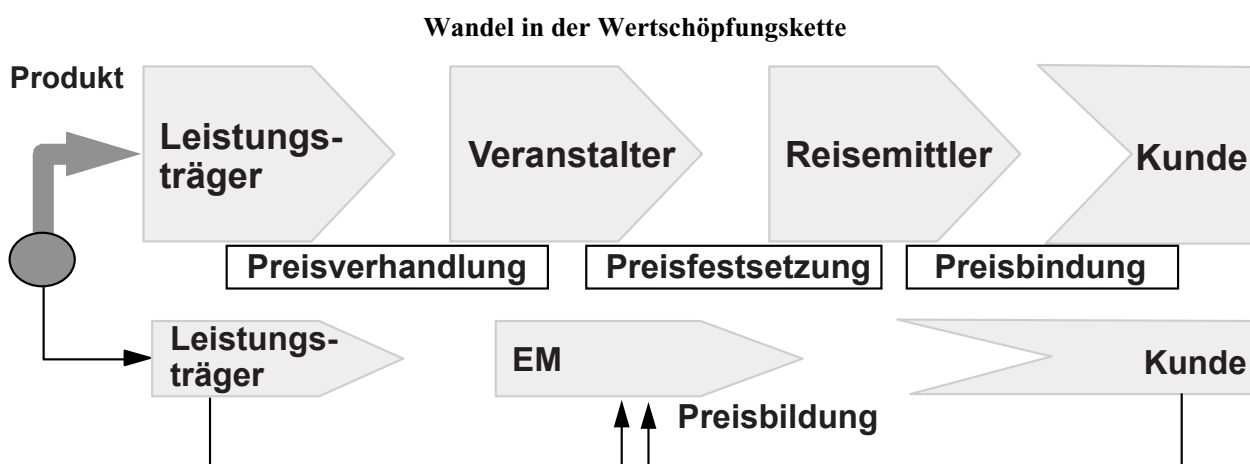 Wandel in der Wertschöpfungskette
Produkt
Leistungs-
träger
Veranstalter
Reisemittler
Kunde
Preisverhandlung
Preisfestsetzung
Preisbindung
Leistungs-
träger
EM
Kunde
Preisbildung